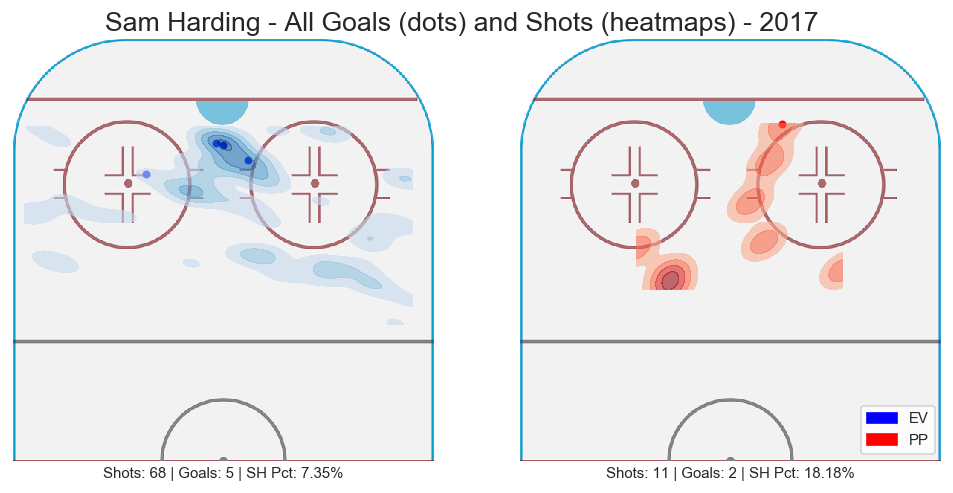 Sam Harding - All Goals (dots) and Shots (heatmaps) - 2017
EV
PP
Shots: 68 | Goals: 5 | SH Pct: 7.35%
Shots: 11 | Goals: 2 | SH Pct: 18.18%